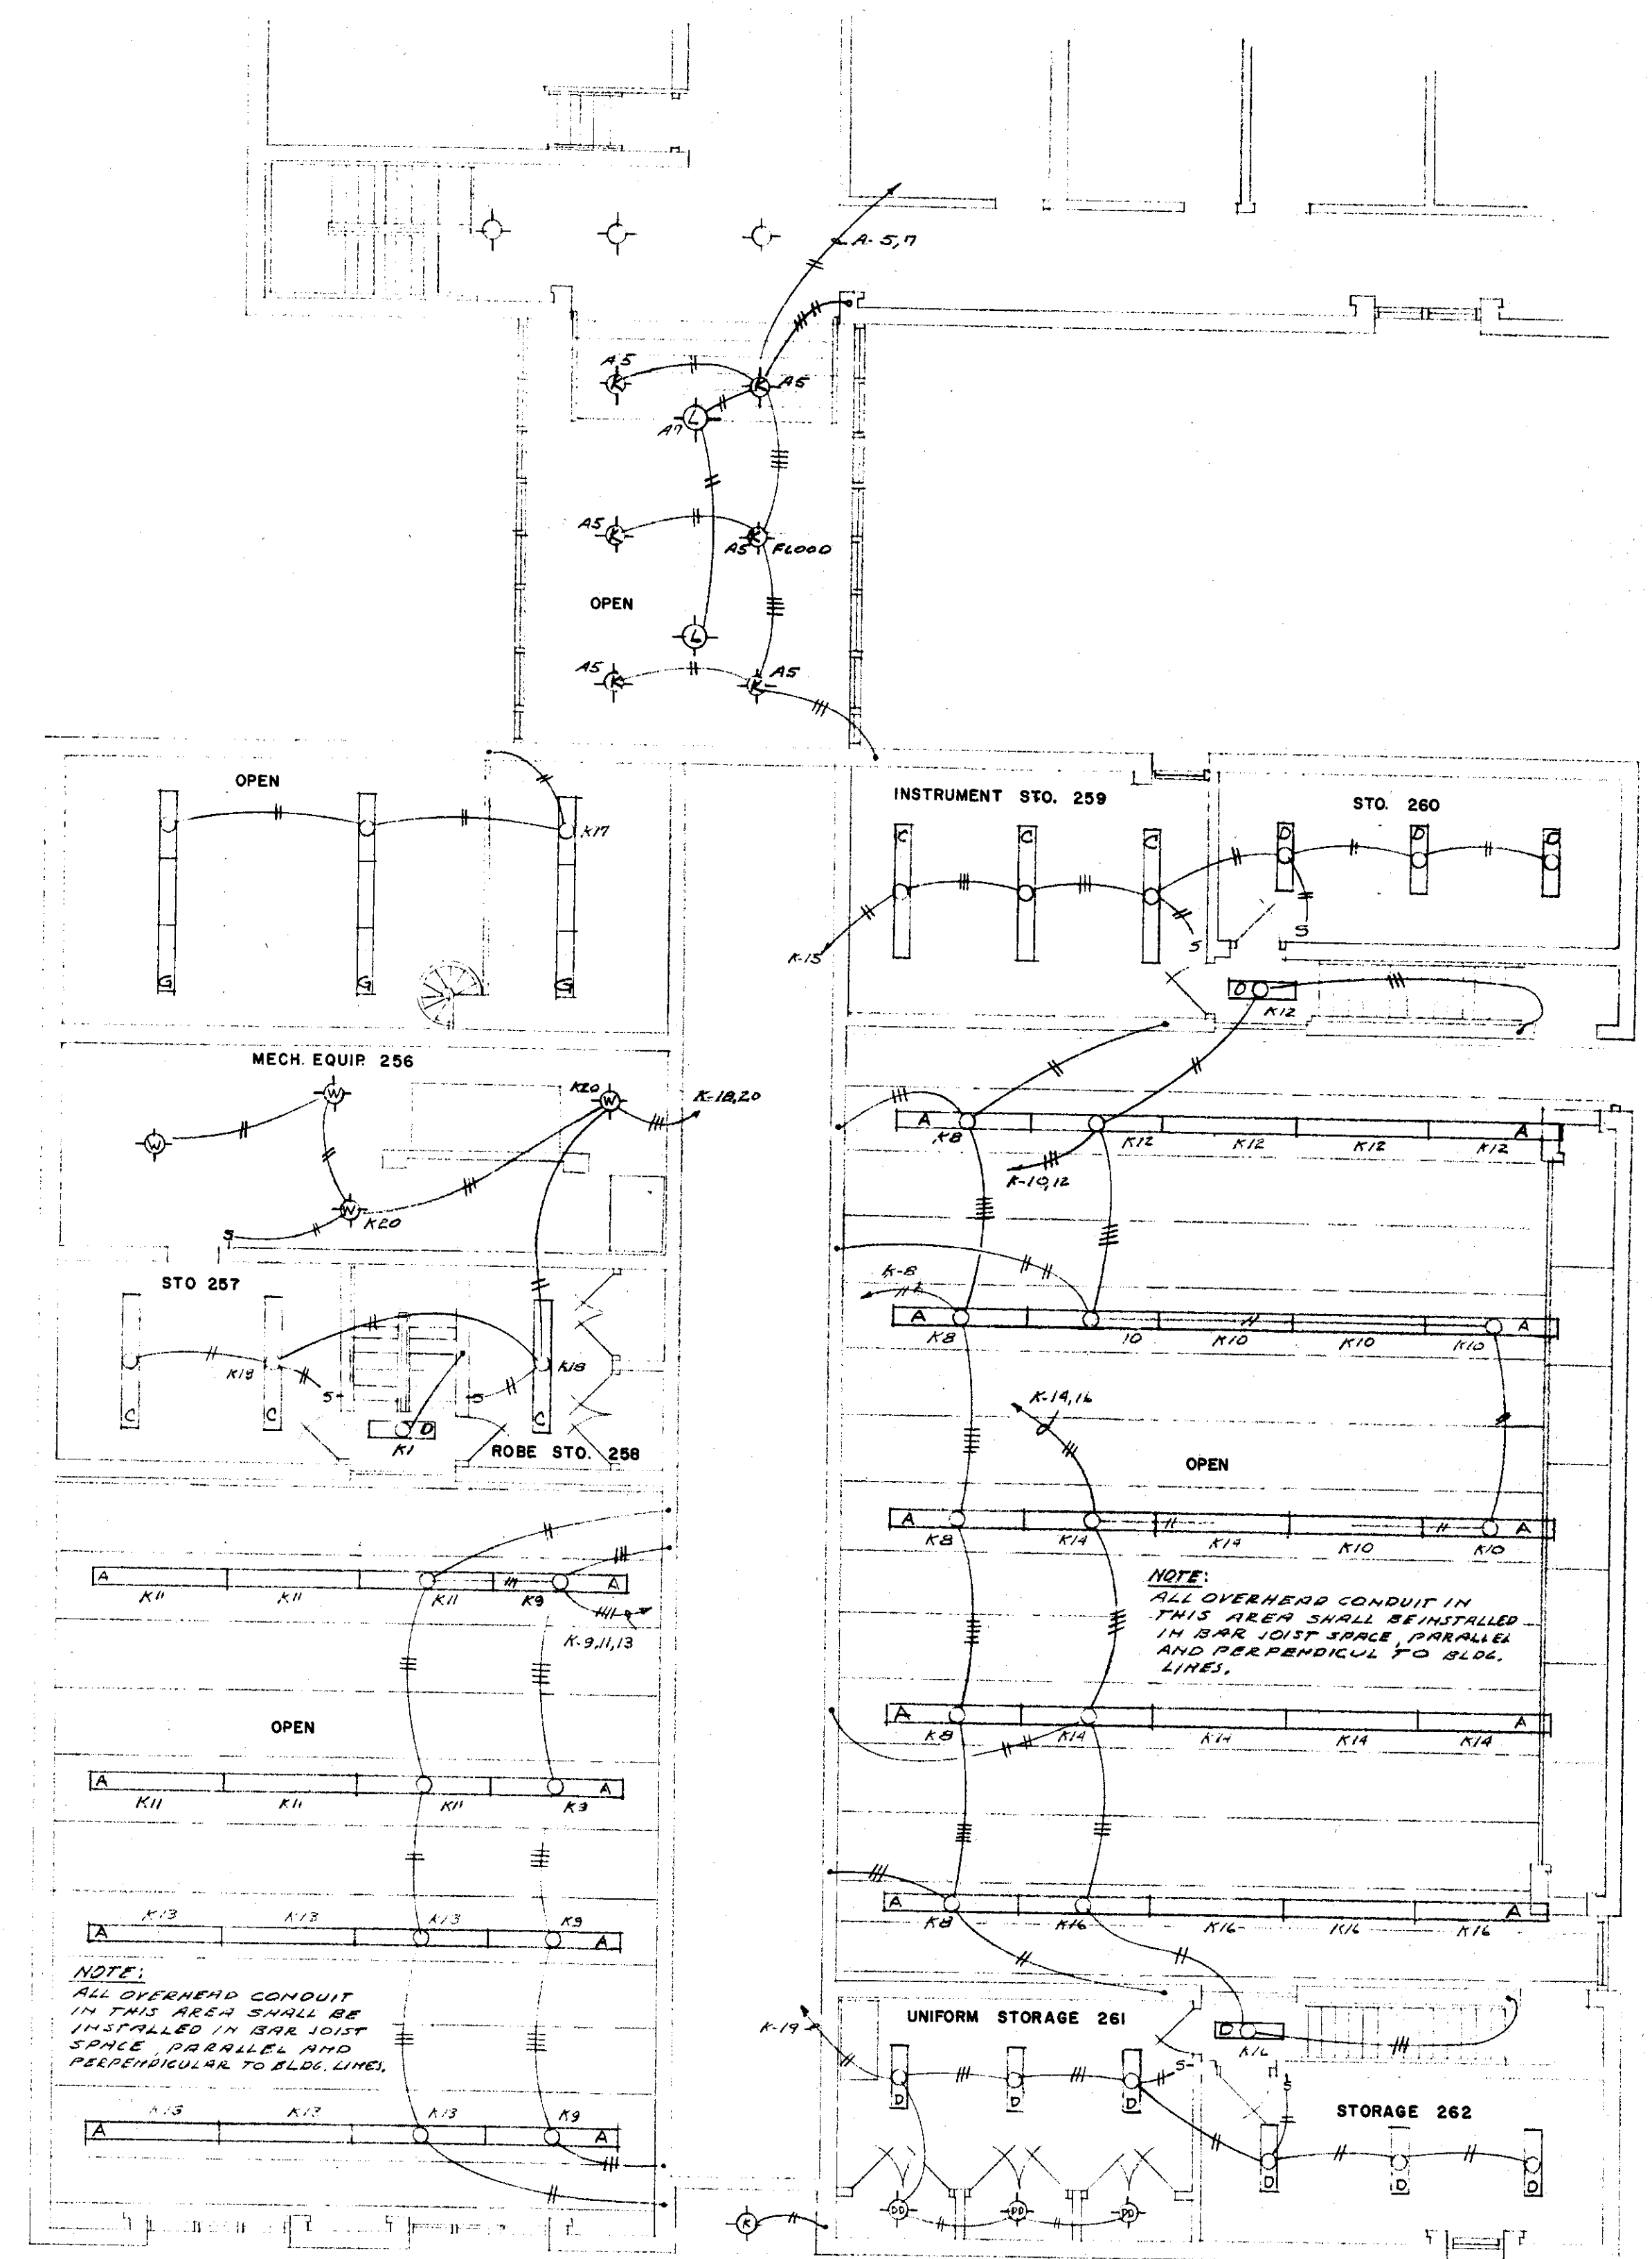 A-5,7
A5
K
K
A5
L
A7
A5
K
K
A5 FLOOD
OPEN
L
A5
K
A5
K
OPEN
K17
G
G
G
INSTRUMENT STO. 259
STO. 260
C
C
C
D
D
D
S
S
K-15
D
K12
MECH. EQUIP. 256
K20
W
W
K-18,20
W
W
K20
S
A
K8
K12
K12
K12
A
K12
K-10,12
STO 257
K-8
A
K8
10
K10
K10
K10
A
K18
K18
S
S
C
C
C
D
K1
ROBE STO. 258
K-14,16
OPEN
A
K8
K14
K14
K10
K10
A
A
K11
K11
K11
K9
A
K-9,11,13
NOTE:
ALL OVERHEAD CONDUIT IN
THIS AREA SHALL BE INSTALLED
IN BAR JOIST SPACE, PARALLEL
AND PERPENDICUL TO BLDG.
LINES.
OPEN
A
K8
K14
K14
K14
K14
A
A
K11
K11
K11
K9
A
A
K8
K16
K16
K16
K16
A
K13
K13
K13
K9
A
A
NOTE:
ALL OVERHEAD CONDUIT
IN THIS AREA SHALL BE
INSTALLED IN BAR JOIST
SPACE, PARALLEL AND
PERPENDICULAR TO BLDG. LINES.
K-19
UNIFORM STORAGE 261
D
K16
S
S
D
D
D
STORAGE 262
K13
K13
K13
K9
A
A
D
D
D
DD
DD
DD
K